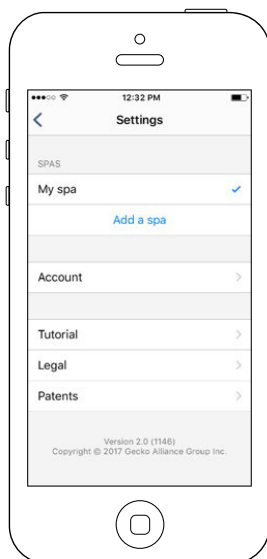 12:32 PM
Settings
SPAS
My spa
Add a spa
Account
Tutorial
Legal
Patents
Version 2.0 (1146)
Copyright © 2017 Gecko Alliance Group Inc.